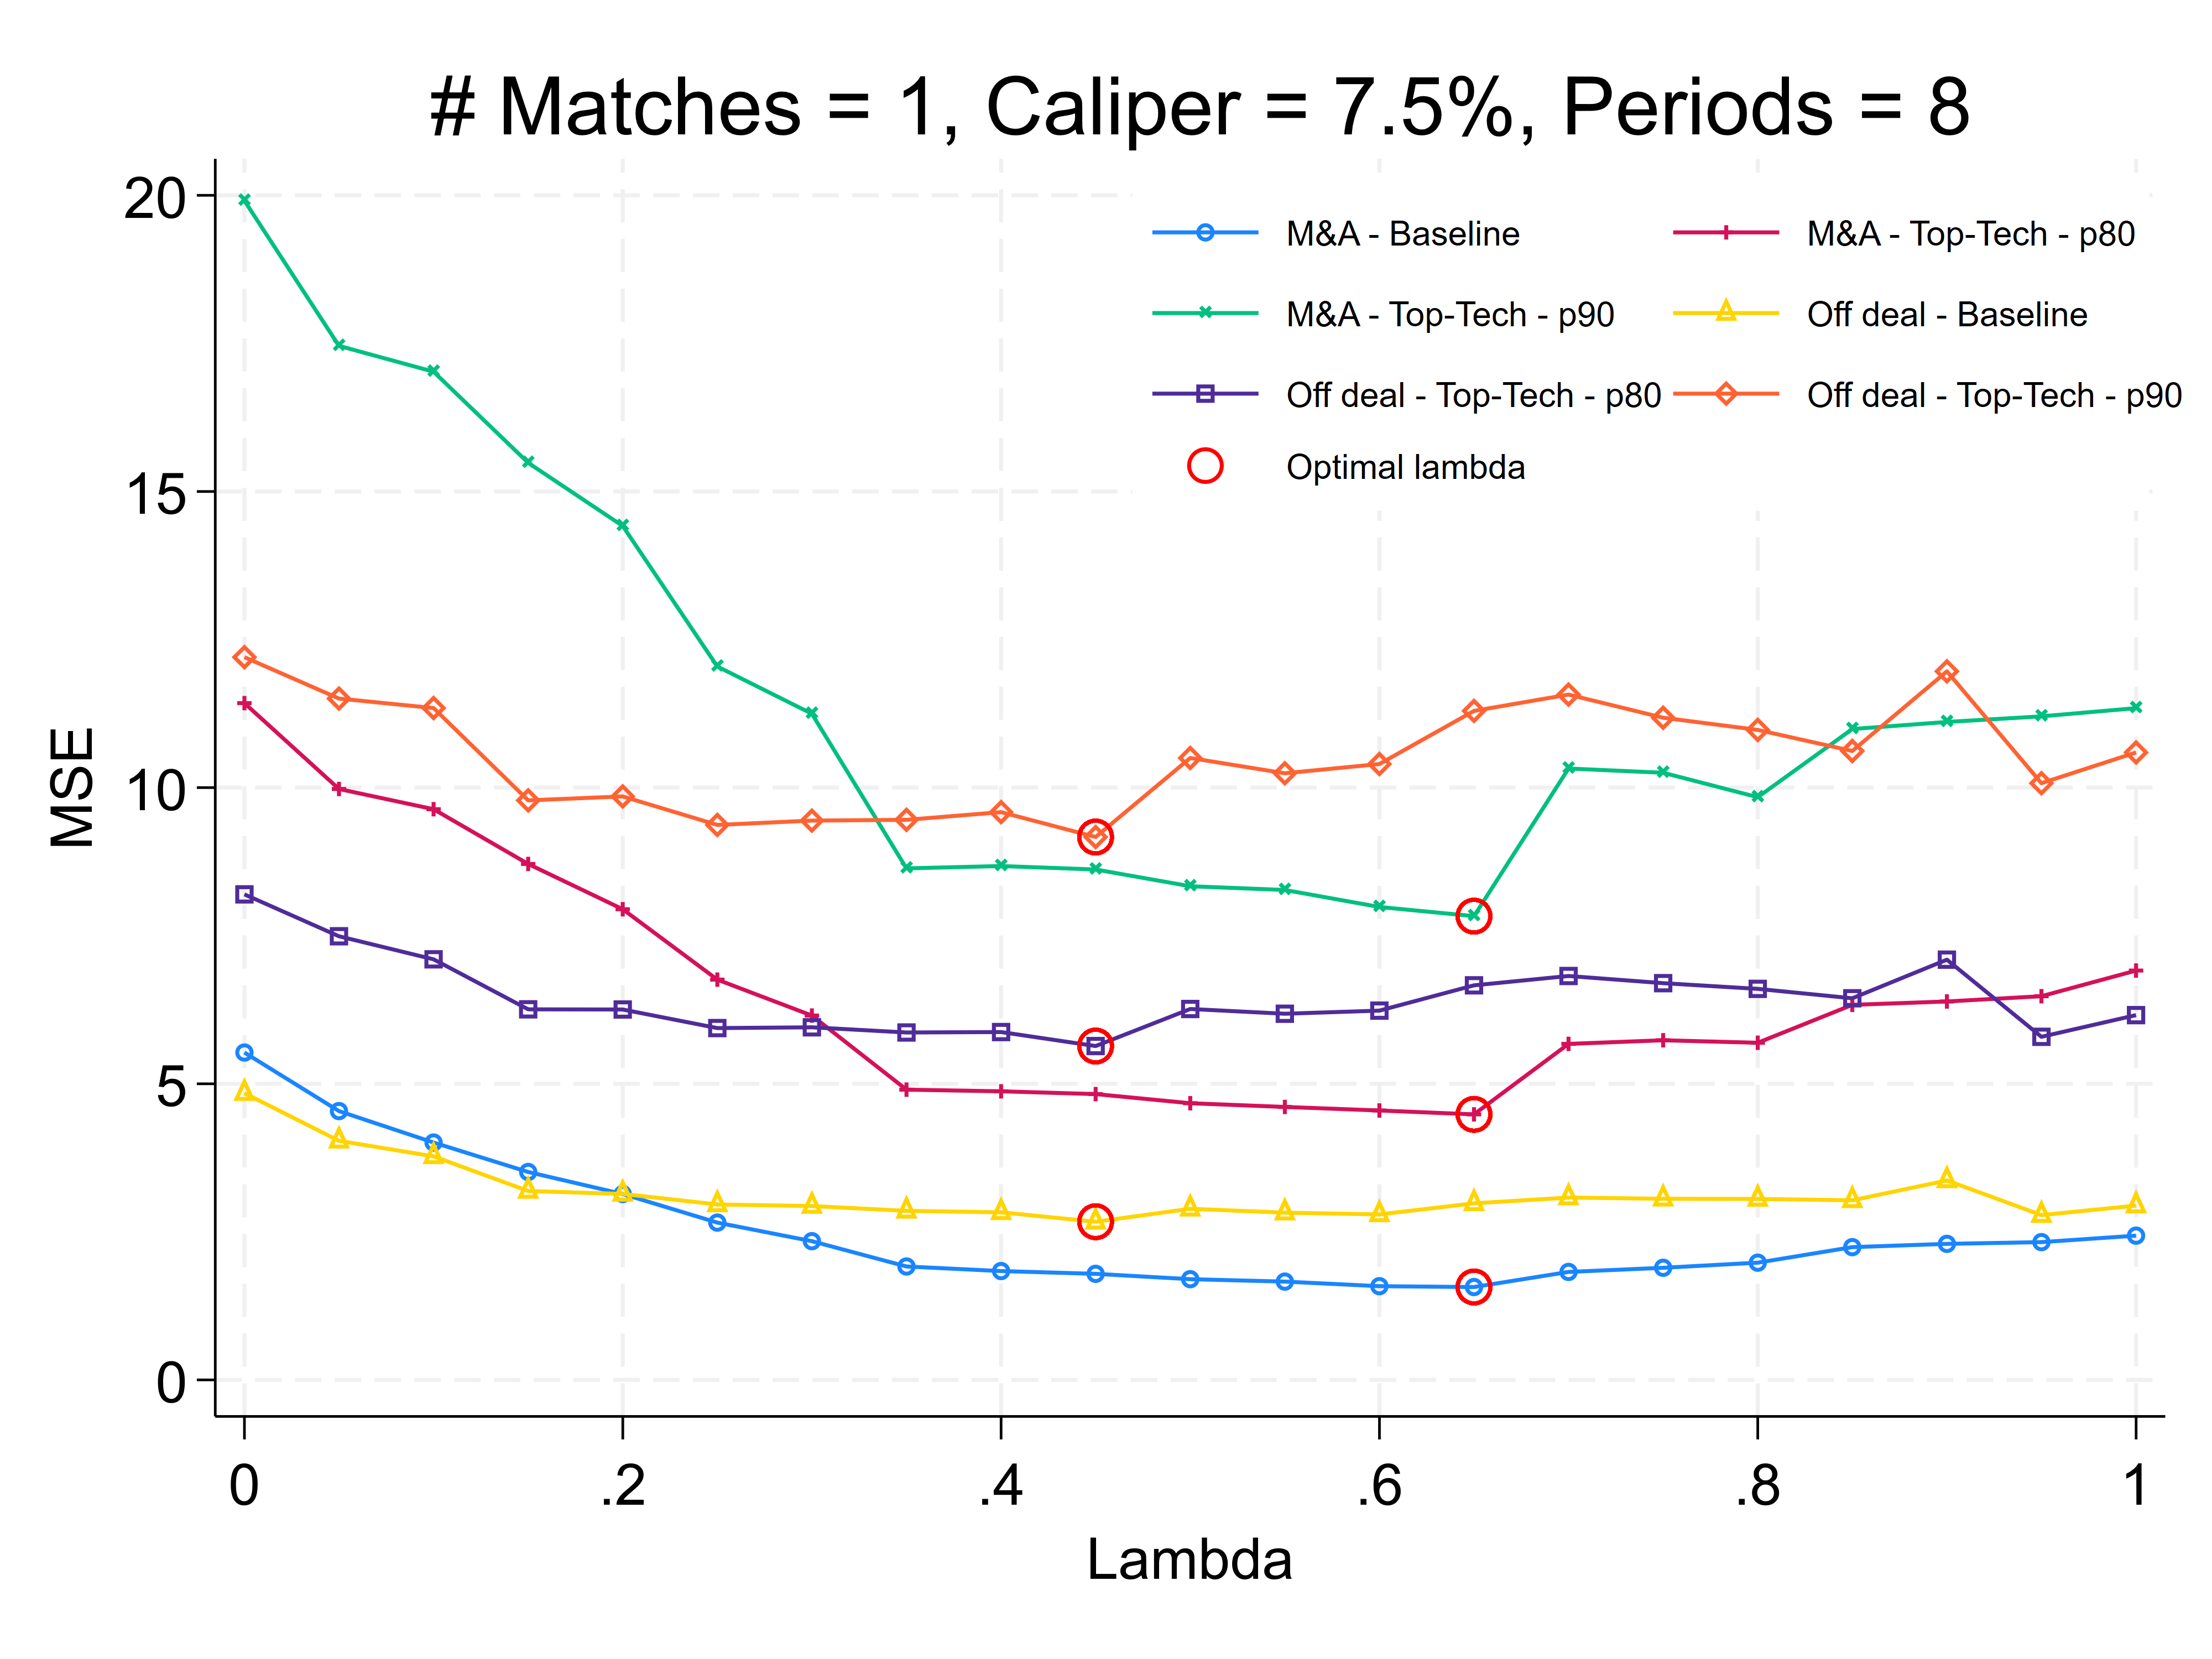 # Matches = 1, Caliper = 7.5%, Periods = 8
20
15
10
5
0
MSE
M&A - Baseline
M&A - Top-Tech - p80
M&A - Top-Tech - p90
Off deal - Baseline
Off deal - Top-Tech - p80
Off deal - Top-Tech - p90
Optimal lambda
0 .2 .4 .6 .8 1
Lambda